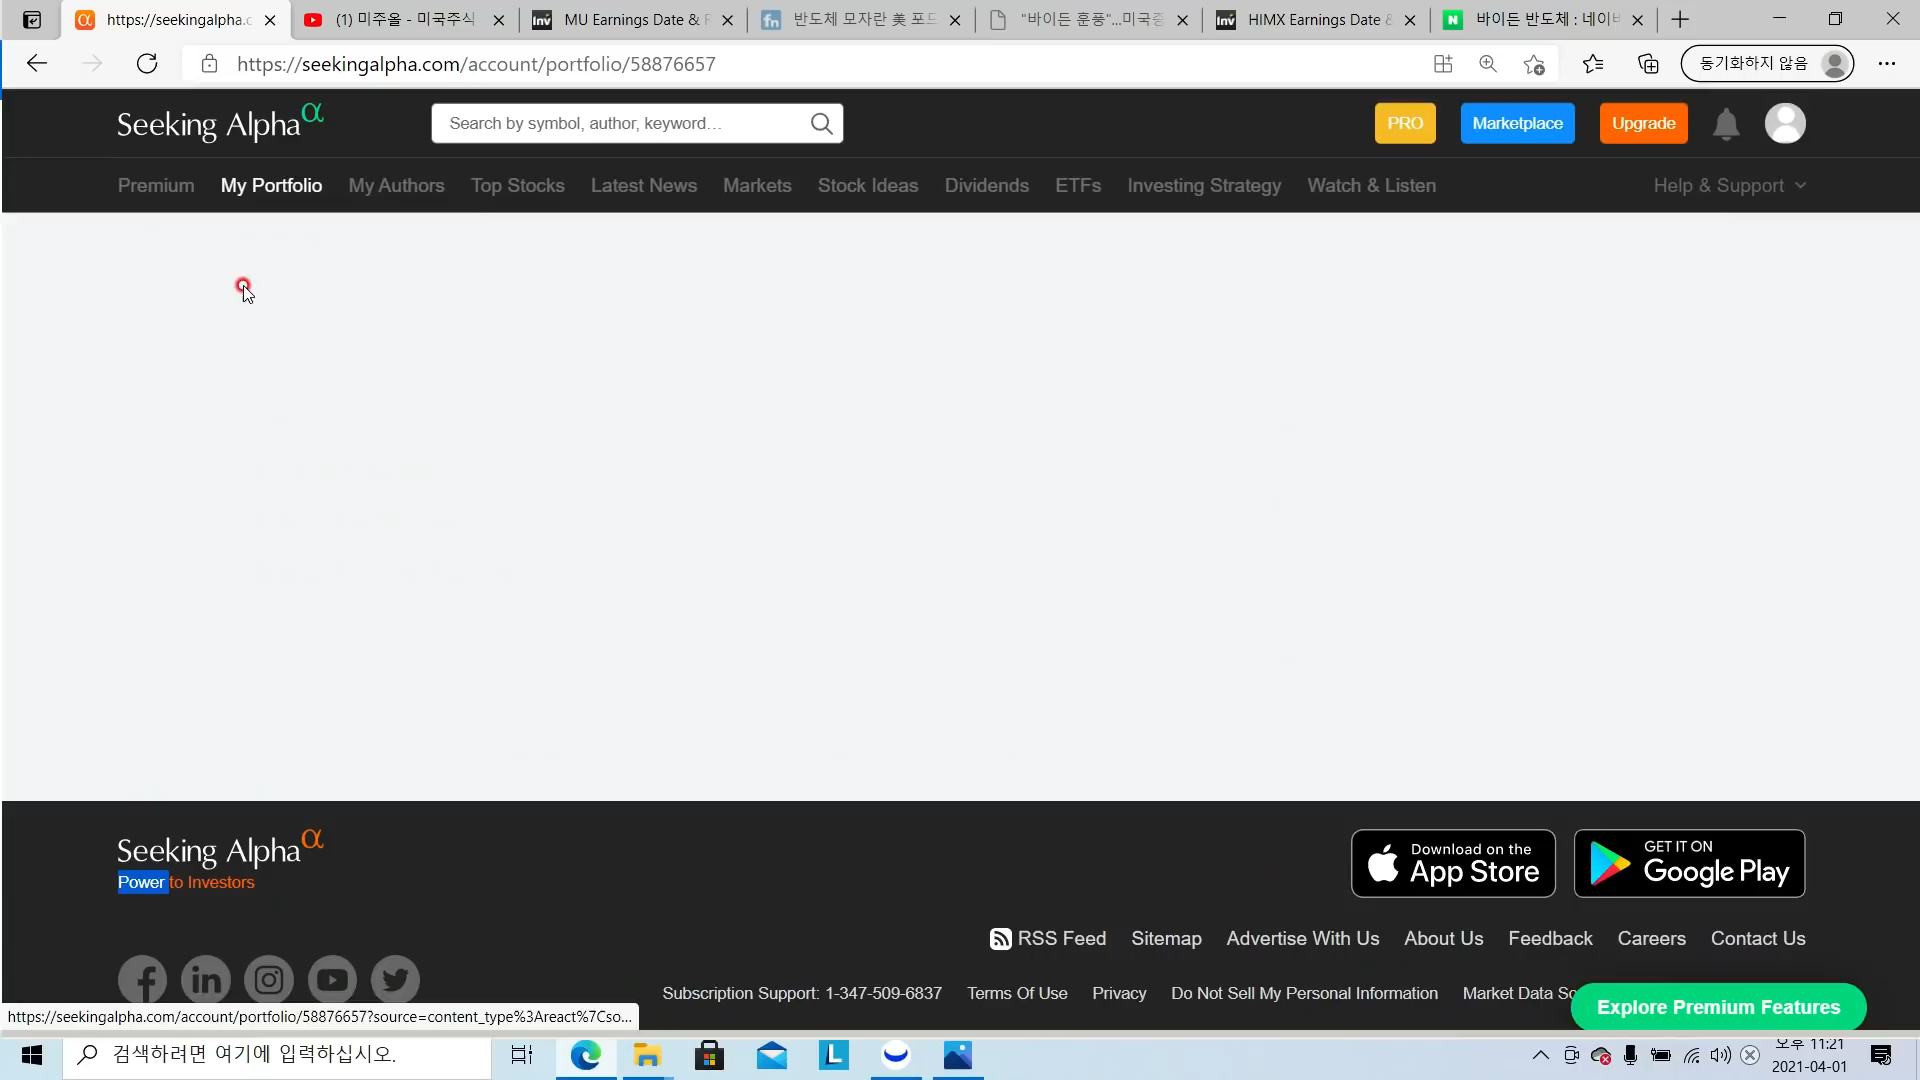 https://seekingalpha.c
(1) 미주올 - 미국주식
MU Earnings Date & R
반도체 모자란 美 포드
"바이든 훈풍"...미국증
HIMX Earnings Date &
바이든 반도체 : 네이버
https://seekingalpha.com/account/portfolio/58876657
동기화하지 않음
Seeking Alpha α
Search by symbol, author, keyword...
PRO
Marketplace
Upgrade
Premium
My Portfolio
My Authors
Top Stocks
Latest News
Markets
Stock Ideas
Dividends
ETFs
Investing Strategy
Watch & Listen
Help & Support
Seeking Alpha α
Power to Investors
Download on the
App Store
GET IT ON
Google Play
RSS Feed
Sitemap
Advertise With Us
About Us
Feedback
Careers
Contact Us
Subscription Support: 1-347-509-6837
Terms Of Use
Privacy
Do Not Sell My Personal Information
Market Data So
Explore Premium Features
https://seekingalpha.com/account/portfolio/58876657?source=content_type%3Areact%7Cso...
검색하려면 여기에 입력하십시오.
오후 11:21
2021-04-01